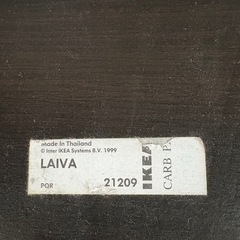 Made in Thailand
© Inter IKEA Systems B.V. 1999
LAIVA
PQR 21209
IKEA
CARB